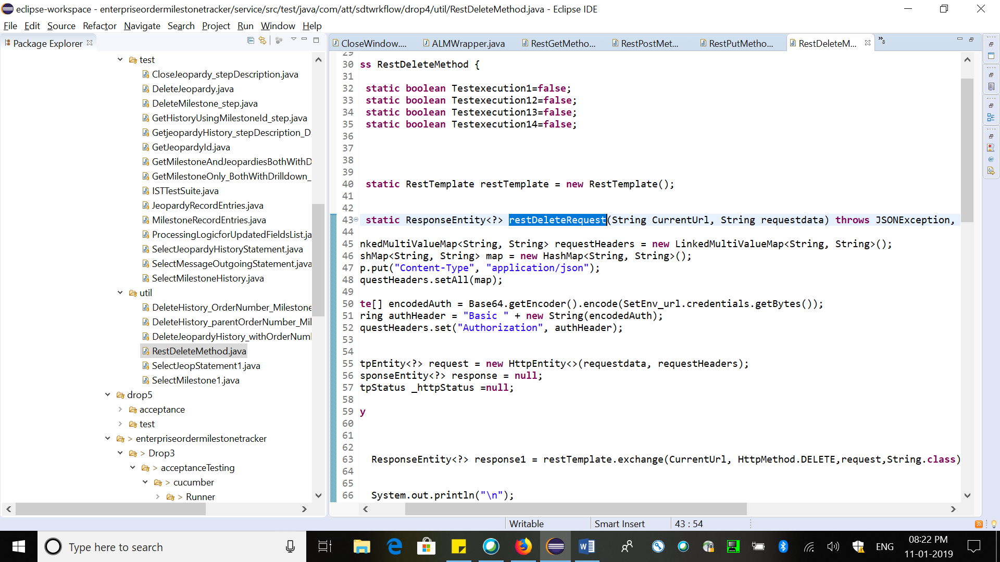 eclipse-workspace - enterpriseordermilestonetracker/service/src/test/java/com/att/sdtwrkflow/drop4/util/RestDeleteMethod.java - Eclipse IDE
File Edit Source Refactor Navigate Search Project Run Window Help
Package Explorer
test
CloseJeopardy_stepDescription.java
DeleteJeopardy.java
DeleteMilestone_step.java
GetHistoryUsingMilestoneId_step.java
GetjeopardyHistory_stepDescription_D
GetJeopardyId.java
GetMilestoneAndJeopardiesBothWithD
GetMilestoneOnly_BothWithDrilldown_
ISTTestSuite.java
JeopardyRecordEntries.java
MilestoneRecordEntries.java
ProcessingLogicforUpdatedFieldsList.ja
SelectJeopardyHistoryStatement.java
SelectMessageOutgoingStatement.java
SelectMilestoneHistory.java
util
DeleteHistory_OrderNumber_Milestone
DeleteHistory_parentOrderNumber_Mil
DeleteJeopardyHistory_withOrderNum
RestDeleteMethod.java
SelectJeopStatement1.java
SelectMilestone1.java
drop5
acceptance
test
> enterpriseordermilestonetracker
> Drop3
> acceptanceTesting
> cucumber
> Runner
CloseWindow.... ALMWrapper.java RestGetMetho... RestPostMet... RestPutMetho... RestDeleteM... »8
29
30 ss RestDeleteMethod {
31
32 static boolean Testexecution1=false;
33 static boolean Testexecution12=false;
34 static boolean Testexecution13=false;
35 static boolean Testexecution14=false;
36
37
38
39
40 static RestTemplate restTemplate = new RestTemplate();
41
42
43 static ResponseEntity<?> restDeleteRequest(String CurrentUrl, String requestdata) throws JSONException,
44
45 nkedMultiValueMap<String, String> requestHeaders = new LinkedMultiValueMap<String, String>();
46 shMap<String, String> map = new HashMap<String, String>();
47 p.put("Content-Type", "application/json");
48 questHeaders.setAll(map);
49
50 te[] encodedAuth = Base64.getEncoder().encode(SetEnv_url.credentials.getBytes());
51 ring authHeader = "Basic " + new String(encodedAuth);
52 questHeaders.set("Authorization", authHeader);
53
54
55 tpEntity<?> request = new HttpEntity<>(requestdata, requestHeaders);
56 sponseEntity<?> response = null;
57 tpStatus _httpStatus =null;
58
59 y
60
61
62
63 ResponseEntity<?> response1 = restTemplate.exchange(CurrentUrl, HttpMethod.DELETE,request,String.class)
64
65
66 System.out.println("\n");
Writable Smart Insert 43 : 54
Type here to search
ENG
08:22 PM
11-01-2019